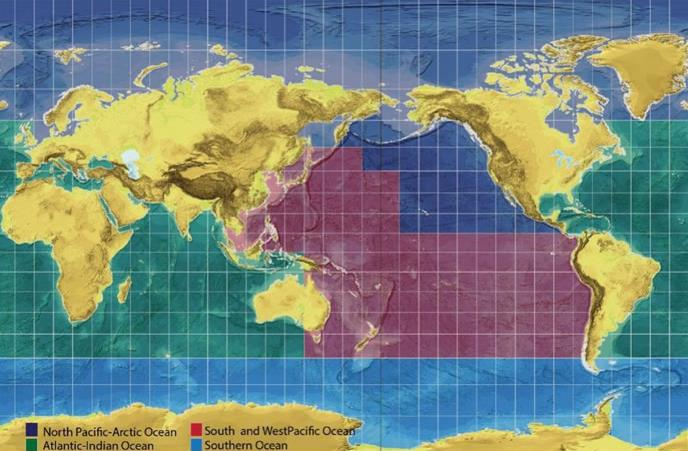 North Pacific-Arctic Ocean
South and WestPacific Ocean
Atlantic-Indian Ocean
Southern Ocean